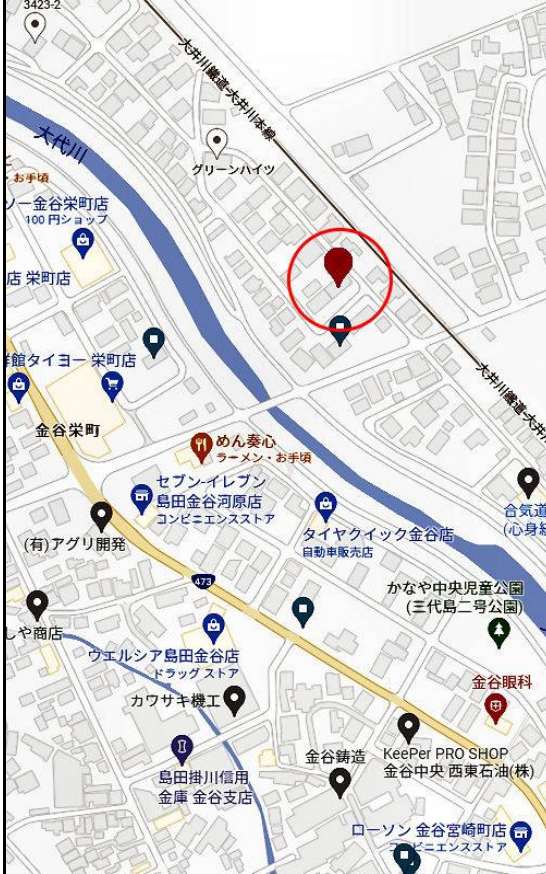 3423-2
大井川鐵道大井川本線
大代川
グリーンハイツ
お手頃
ソー金谷栄町店
100 円ショップ
店 栄町店
館タイヨー 栄町店
大井川鐵道大井川
金谷栄町
めん奏心
ラーメン・お手頃
セブン-イレブン
島田金谷河原店
コンビニエンスストア
合気道
(心身統
タイヤクイック金谷店
自動車販売店
(有)アグリ開発
473
かなや中央児童公園
(三代島二号公園)
しや商店
ウエルシア島田金谷店
ドラッグ ストア
金谷眼科
カワサキ機工
金谷鋳造
KeePer PRO SHOP
金谷中央 西東石油(株)
島田掛川信用
金庫 金谷支店
ローソン 金谷宮崎町店
コンビニエンスストア